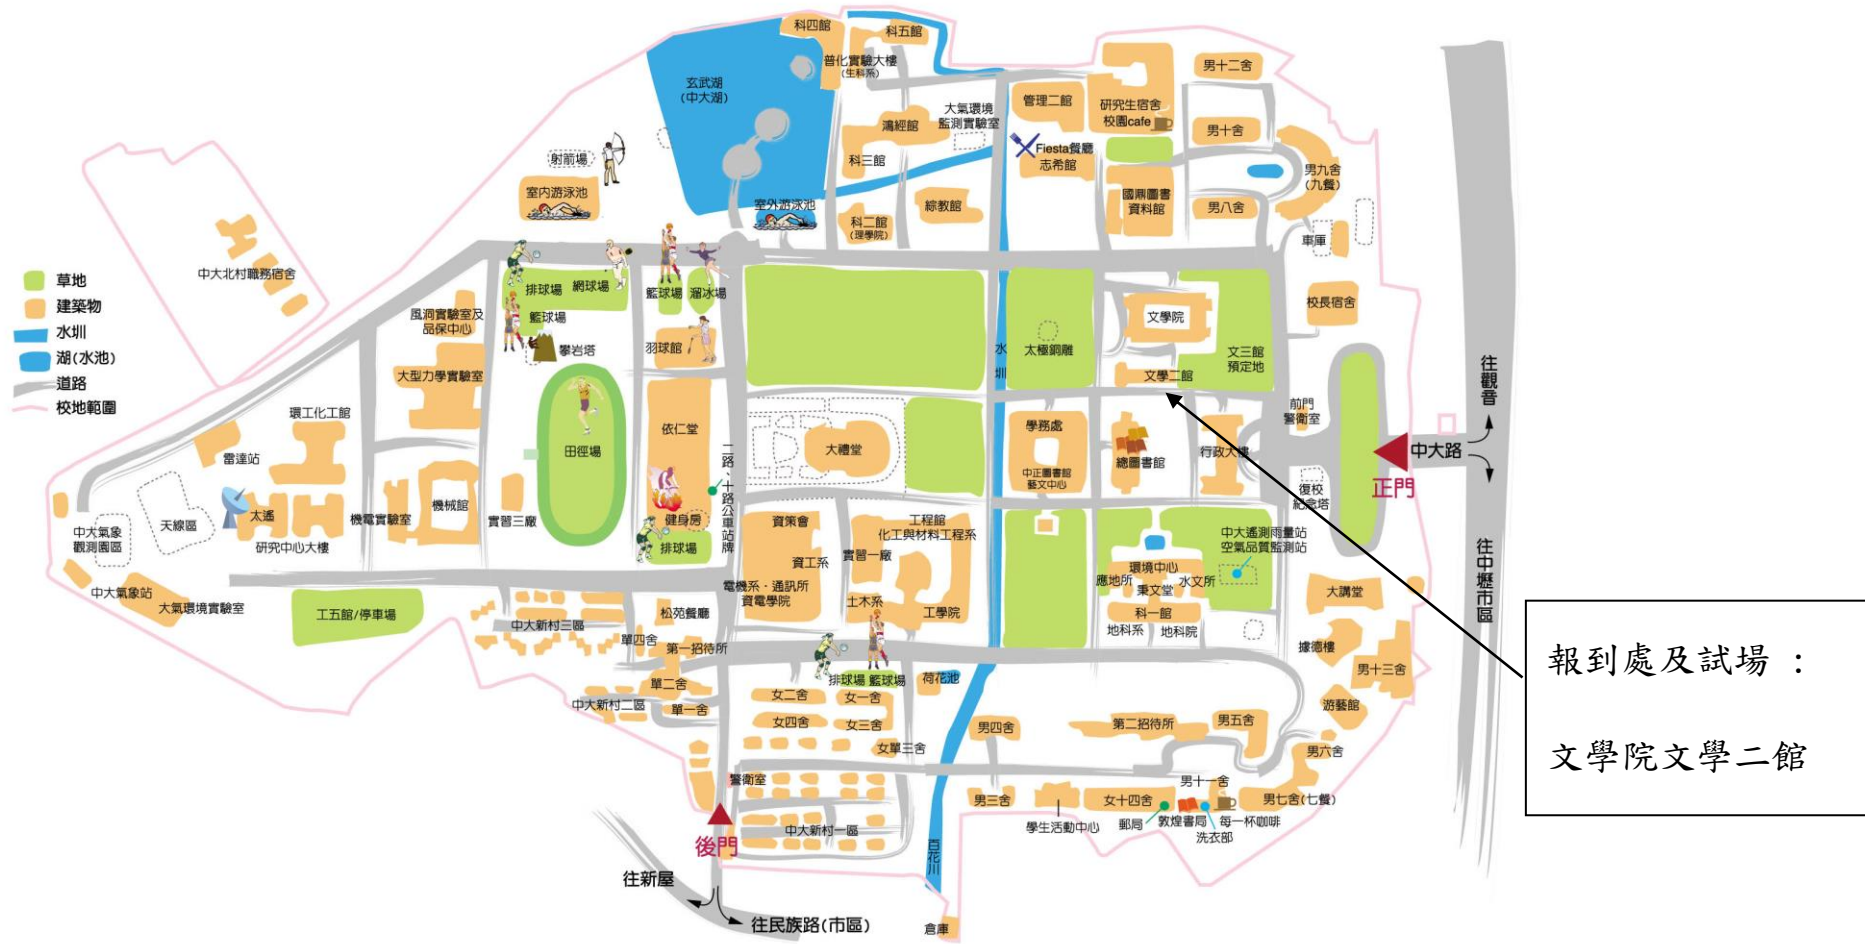 科四館
科五館
普化實驗大樓
(生科系)
玄武湖
(中大湖)
男十二舍
管理二館
研究生宿舍
校園cafe
大氣環境
監測實驗室
鴻經館
男十舍
射箭場
Fiesta餐廳
志希館
科三館
男九舍
(九餐)
室內游泳池
國鼎圖書
資料館
室外游泳池
綜教館
男八舍
科二館
(理學院)
車庫
中大北村職務宿舍
草地
建築物
水圳
湖(水池)
道路
校地範圍
排球場
網球場
籃球場
溜冰場
校長宿舍
風洞實驗室及
品保中心
籃球場
文學院
攀岩塔
羽球館
水圳
太極銅雕
文三館
預定地
大型力學實驗室
文學二館
往觀音
環工化工館
前門
警衛室
依仁堂
學務處
田徑場
大禮堂
總圖書館
行政大樓
中大路
雷達站
二路、十路公車站牌
中正圖書館
藝文中心
正門
復校
紀念塔
天線區
太遙
機電實驗室
機械館
實習三廠
健身房
資策會
工程館
化工與材料工程系
中大氣象
觀測園區
研究中心大樓
排球場
資工系
實習一廠
中大遙測雨量站
空氣品質監測站
往中壢市區
環境中心
應地所
秉文堂
水文所
中大氣象站
大氣環境實驗室
工五館/停車場
電機系・通訊所
資電學院
土木系
工學院
大講堂
松苑餐廳
科一館
中大新村三區
單四舍
第一招待所
地科系
地科院
據德樓
報到處及試場 :
文學院文學二館
男十三舍
單二舍
排球場
籃球場
荷花池
中大新村二區
單一舍
女二舍
女一舍
游藝館
女四舍
女三舍
男四舍
第二招待所
男五舍
女單三舍
男六舍
警衛室
男十一舍
男三舍
女十四舍
男七舍(七餐)
中大新村一區
學生活動中心
郵局
敦煌書局
每一杯咖啡
洗衣部
後門
百花川
往新屋
往民族路(市區)
倉庫